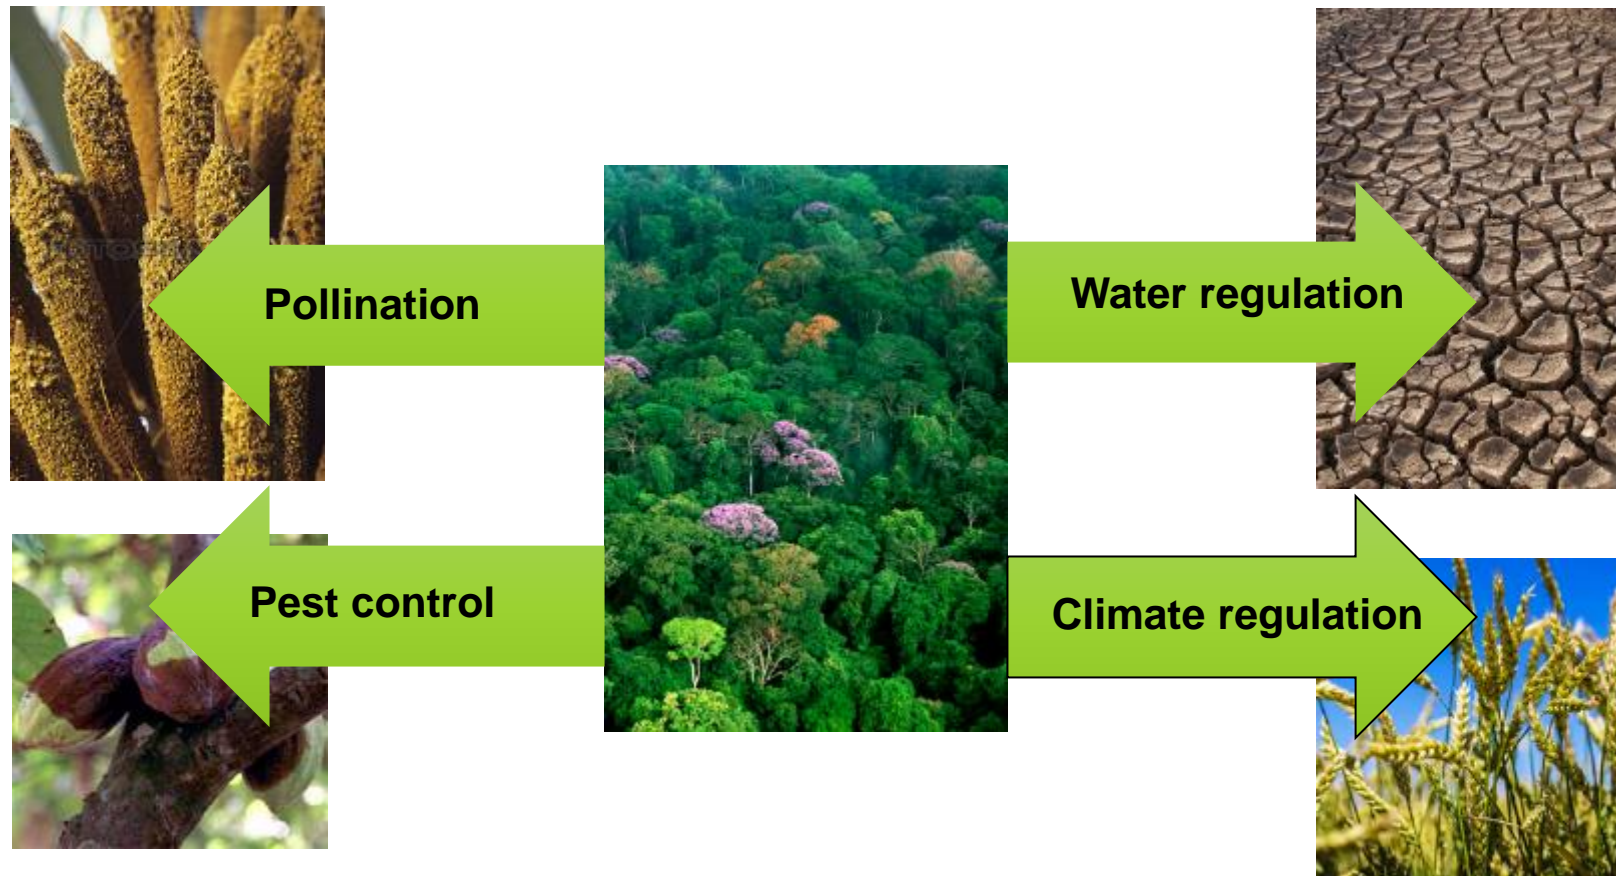 Pollination
Water regulation
Pest control
Climate regulation